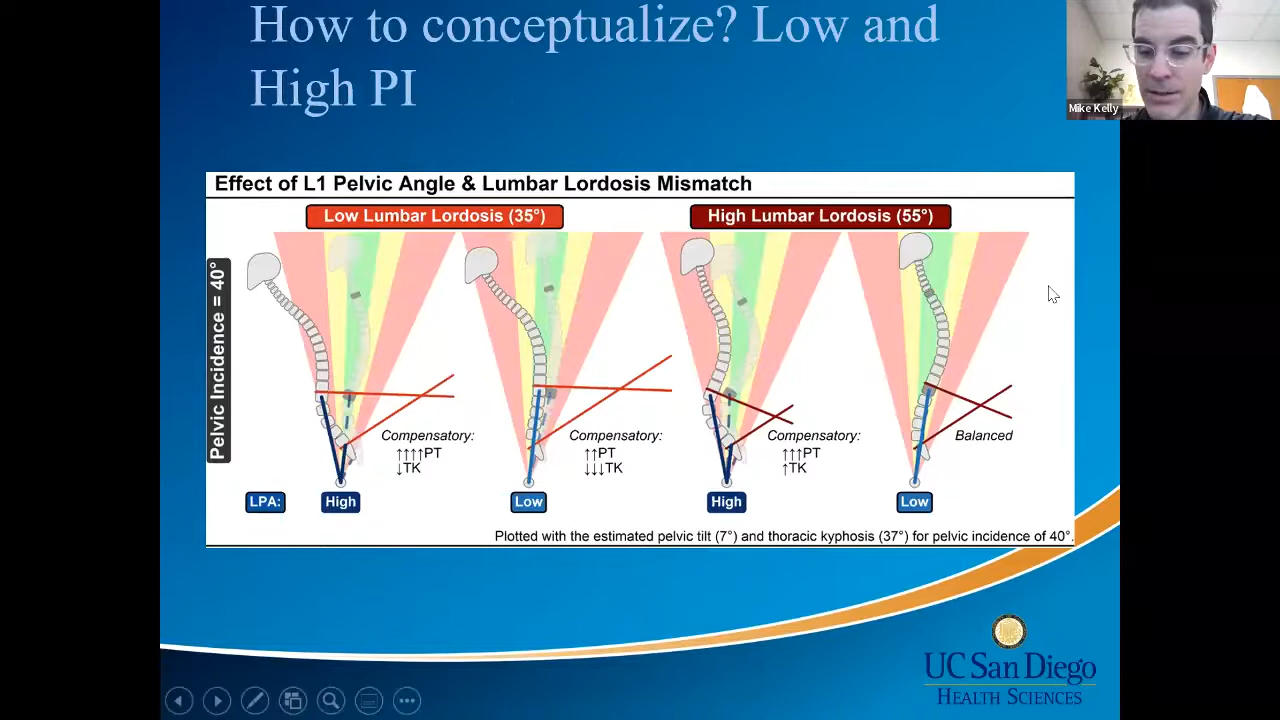 How to conceptualize? Low and
High PI
Mike Kelly
Effect of L1 Pelvic Angle & Lumbar Lordosis Mismatch
Low Lumbar Lordosis (35°)
High Lumbar Lordosis (55°)
Pelvic Incidence = 40°
Compensatory:
↑↑↑↑PT
↓TK
Compensatory:
↑↑PT
↓↓↓TK
Compensatory:
↑↑↑PT
↑TK
Balanced
LPA:
High
Low
High
Low
Plotted with the estimated pelvic tilt (7°) and thoracic kyphosis (37°) for pelvic incidence of 40°.
UC San Diego
HEALTH SCIENCES